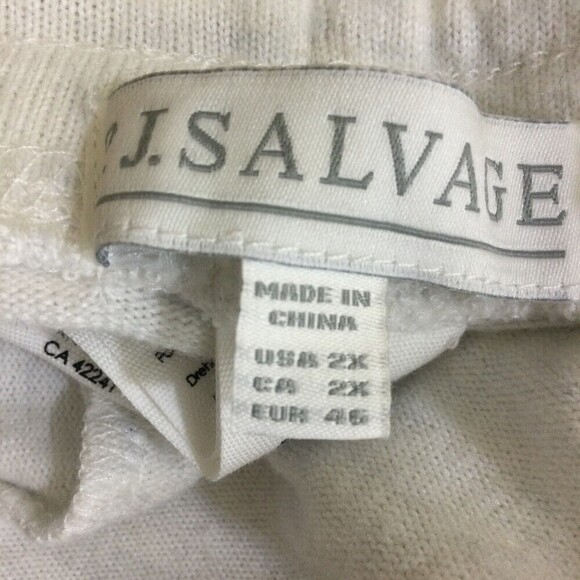 J. SALVAGE
MADE IN
CHINA
USA 2X
CA 2X
EUR 46
CA 42241